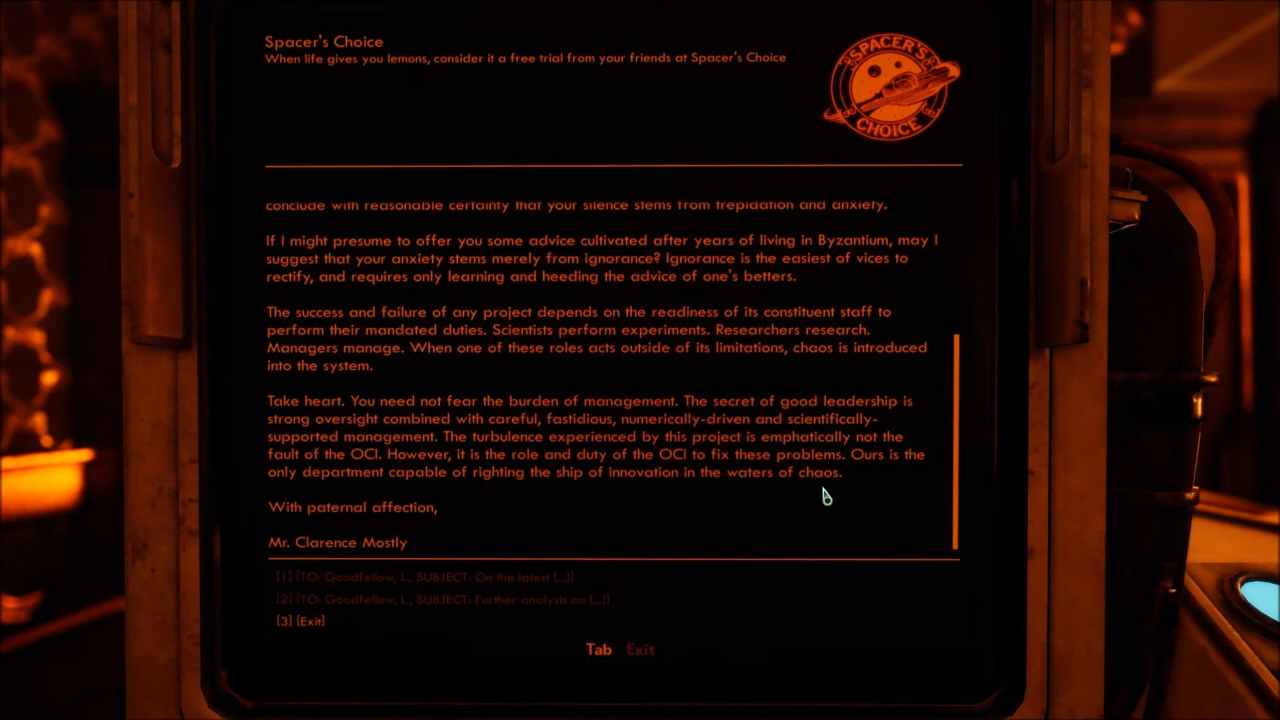 Spacer's Choice
When life gives you lemons, consider it a free trial from your friends at Spacer's Choice
SPACER'S
CHOICE
conclude with reasonable certainty that your silence stems from trepidation and anxiety.
If I might presume to offer you some advice cultivated after years of living in Byzantium, may I
suggest that your anxiety stems merely from ignorance? Ignorance is the easiest of vices to
rectify, and requires only learning and heeding the advice of one's betters.
The success and failure of any project depends on the readiness of its constituent staff to
perform their mandated duties. Scientists perform experiments. Researchers research.
Managers manage. When one of these roles acts outside of its limitations, chaos is introduced
into the system.
Take heart. You need not fear the burden of management. The secret of good leadership is
strong oversight combined with careful, fastidious, numerically-driven and scientifically-
supported management. The turbulence experienced by this project is emphatically not the
fault of the OCI. However, it is the role and duty of the OCI to fix these problems. Ours is the
only department capable of righting the ship of innovation in the waters of chaos.
With paternal affection,
Mr. Clarence Mostly
[1] [TO: Goodfellow, L., SUBJECT: On the latest (...)]
[2] [TO: Goodfellow, L., SUBJECT: Further analysis on (...)]
[3] [Exit]
Tab Exit